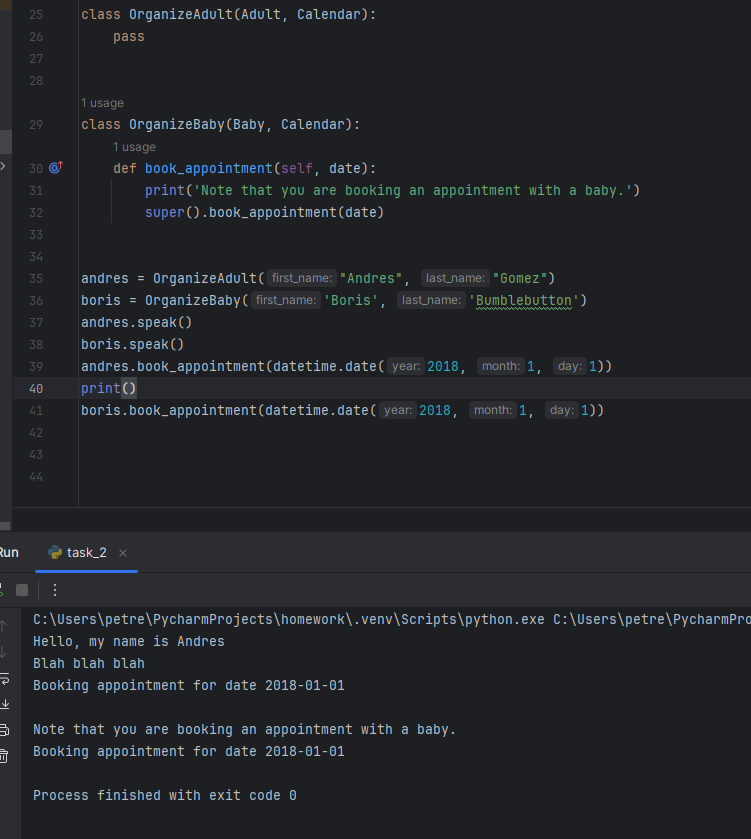 25 class OrganizeAdult(Adult, Calendar):
26 pass
27
28
1 usage
29 class OrganizeBaby(Baby, Calendar):
1 usage
30 def book_appointment(self, date):
31 print('Note that you are booking an appointment with a baby.')
32 super().book_appointment(date)
33
34
35 andres = OrganizeAdult( first_name: "Andres", last_name: "Gomez")
36 boris = OrganizeBaby( first_name: 'Boris', last_name: 'Bumblebutton')
37 andres.speak()
38 boris.speak()
39 andres.book_appointment(datetime.date( year: 2018, month: 1, day: 1))
40 print()
41 boris.book_appointment(datetime.date( year: 2018, month: 1, day: 1))
42
43
44
Run task_2
C:\Users\petre\PycharmProjects\homework\.venv\Scripts\python.exe C:\Users\petre\PycharmPro
Hello, my name is Andres
Blah blah blah
Booking appointment for date 2018-01-01
Note that you are booking an appointment with a baby.
Booking appointment for date 2018-01-01
Process finished with exit code 0